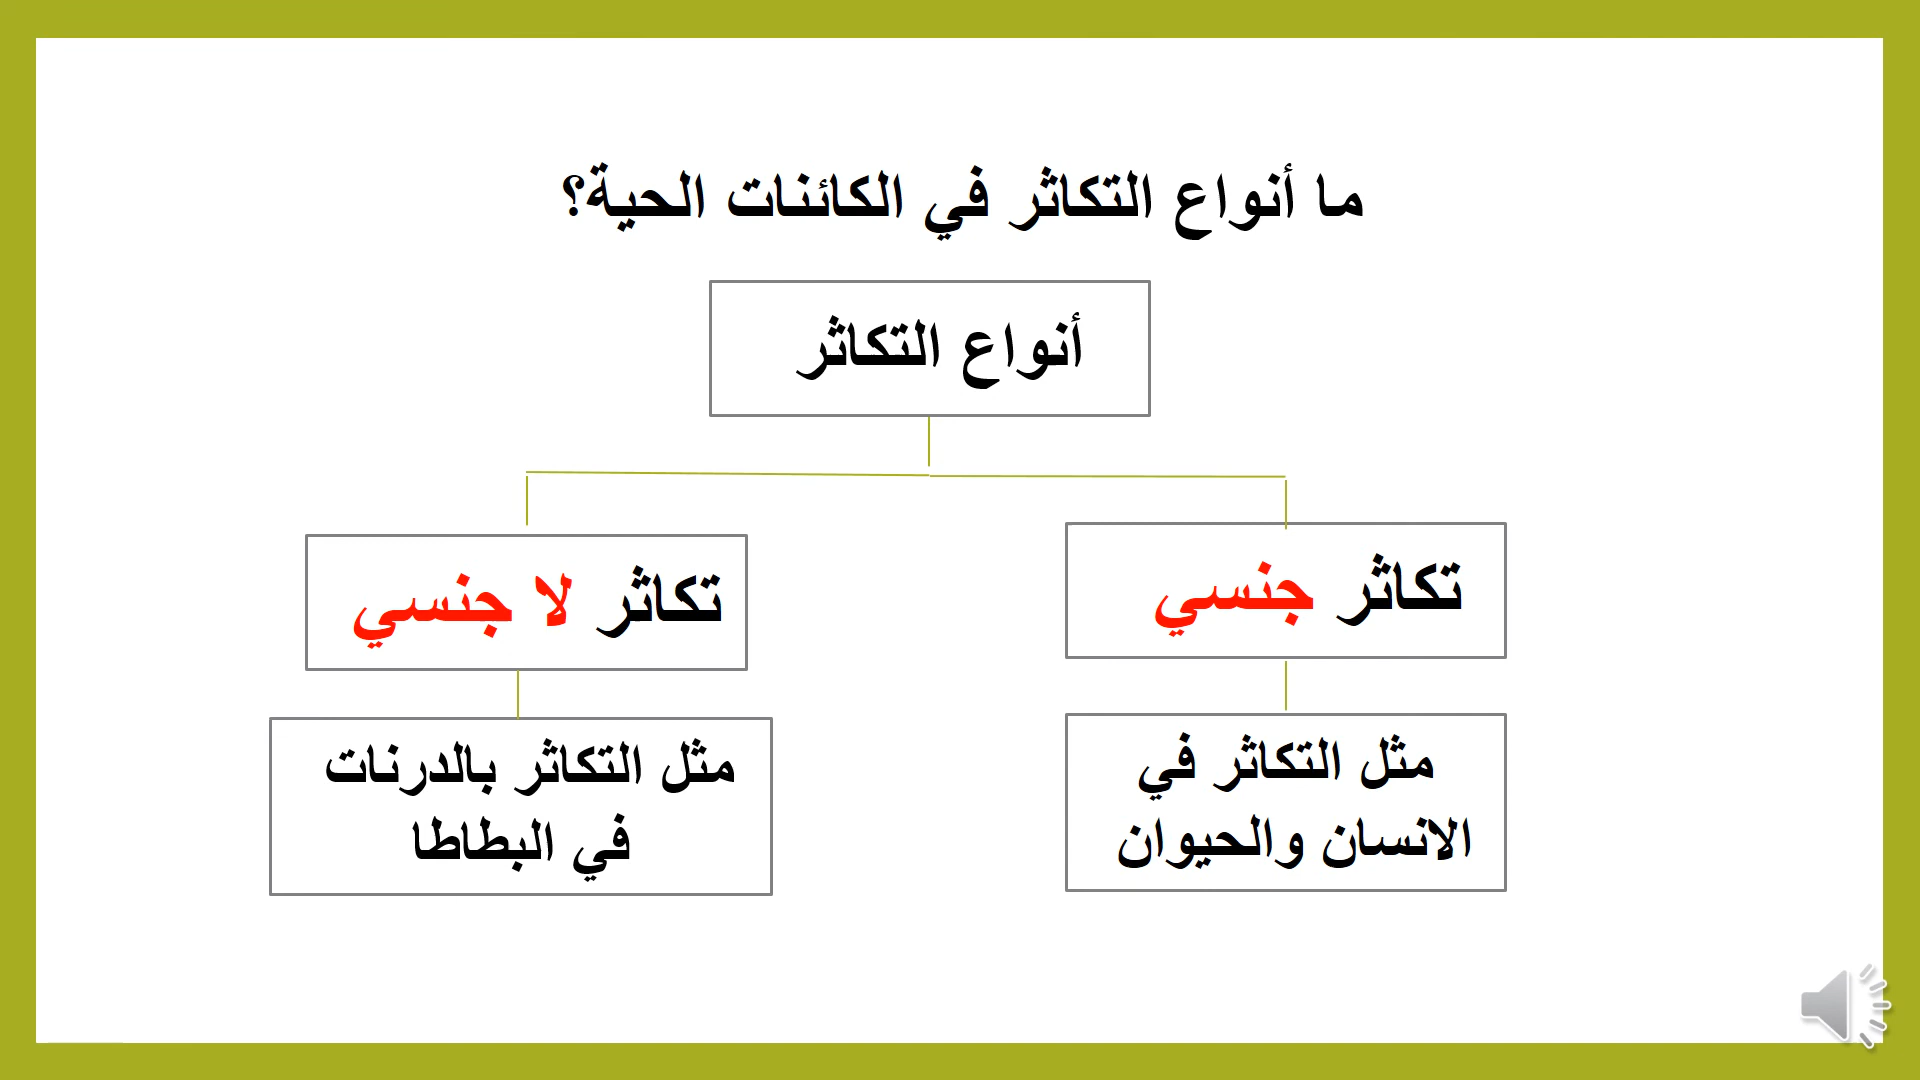 ما أنواع التكاثر في الكائنات الحية؟
أنواع التكاثر
تكاثر جنسي
تكاثر لا جنسي
مثل التكاثر في
الانسان والحيوان
مثل التكاثر بالدرنات
في البطاطا